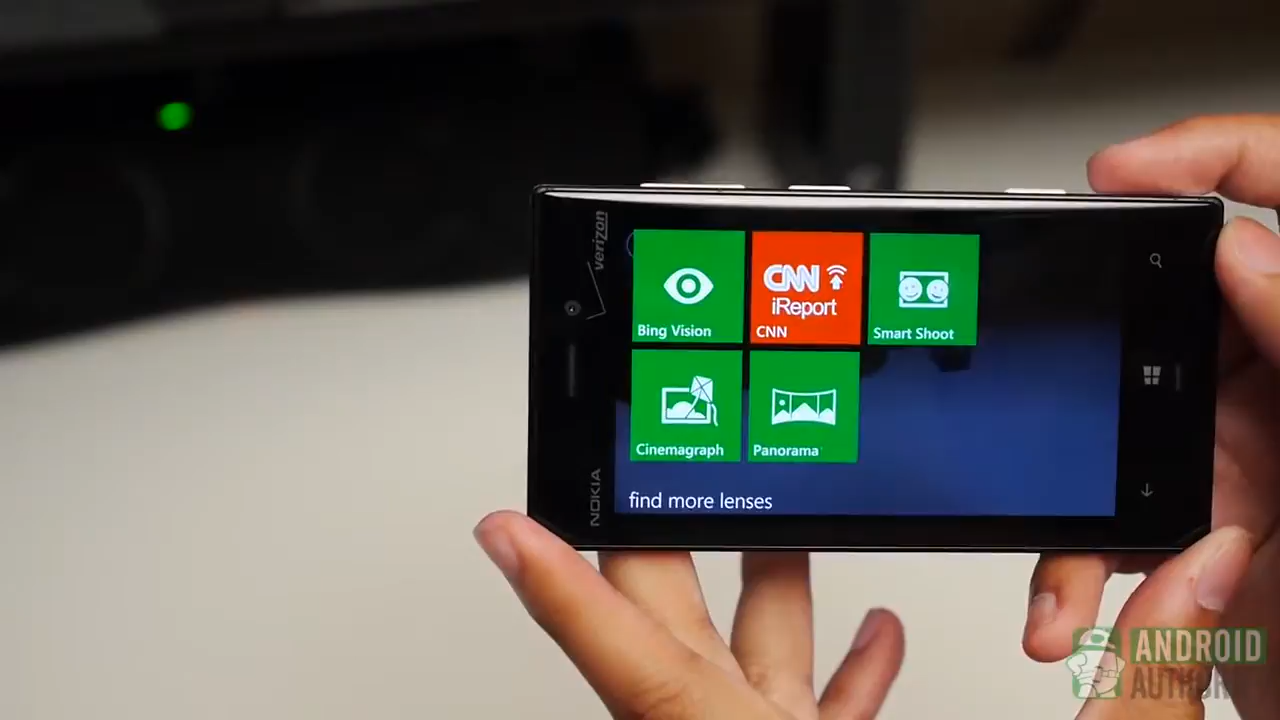 verizon
NOKIA
Bing Vision
CNN
iReport
CNN
Smart Shoot
Cinemagraph
Panorama
find more lenses
ANDROID
AUTHORITY